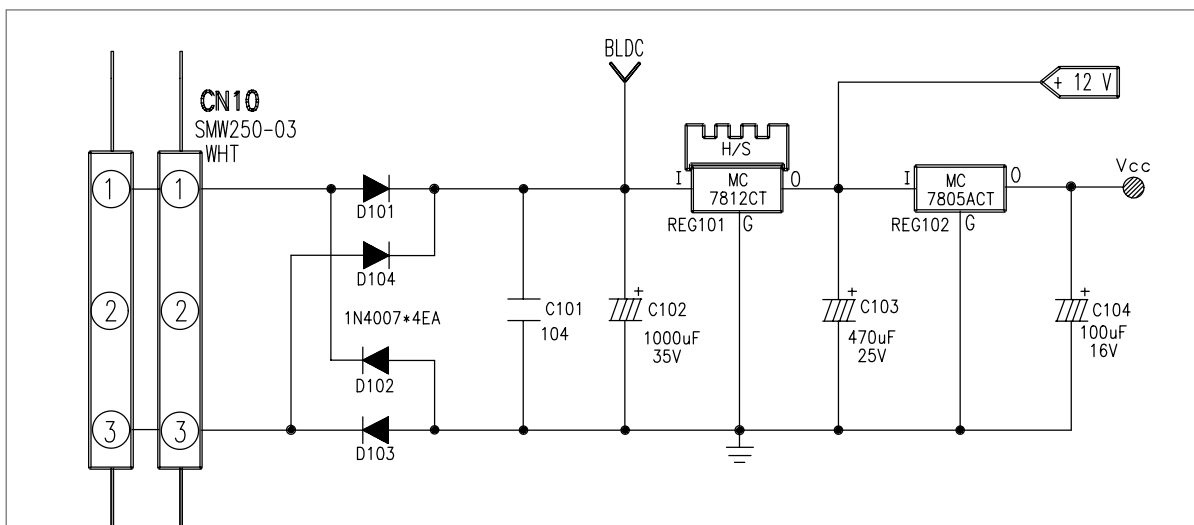 BLDC
+ 12 V
CN10
SMW250-03
WHT
H/S
Vcc
1
1
D101
I
MC
7812CT
O
REG101
G
I
MC
7805ACT
O
REG102
G
D104
2
2
1N4007*4EA
C101
104
+
C102
1000uF
35V
+
C103
470uF
25V
+
C104
100uF
16V
D102
3
3
D103